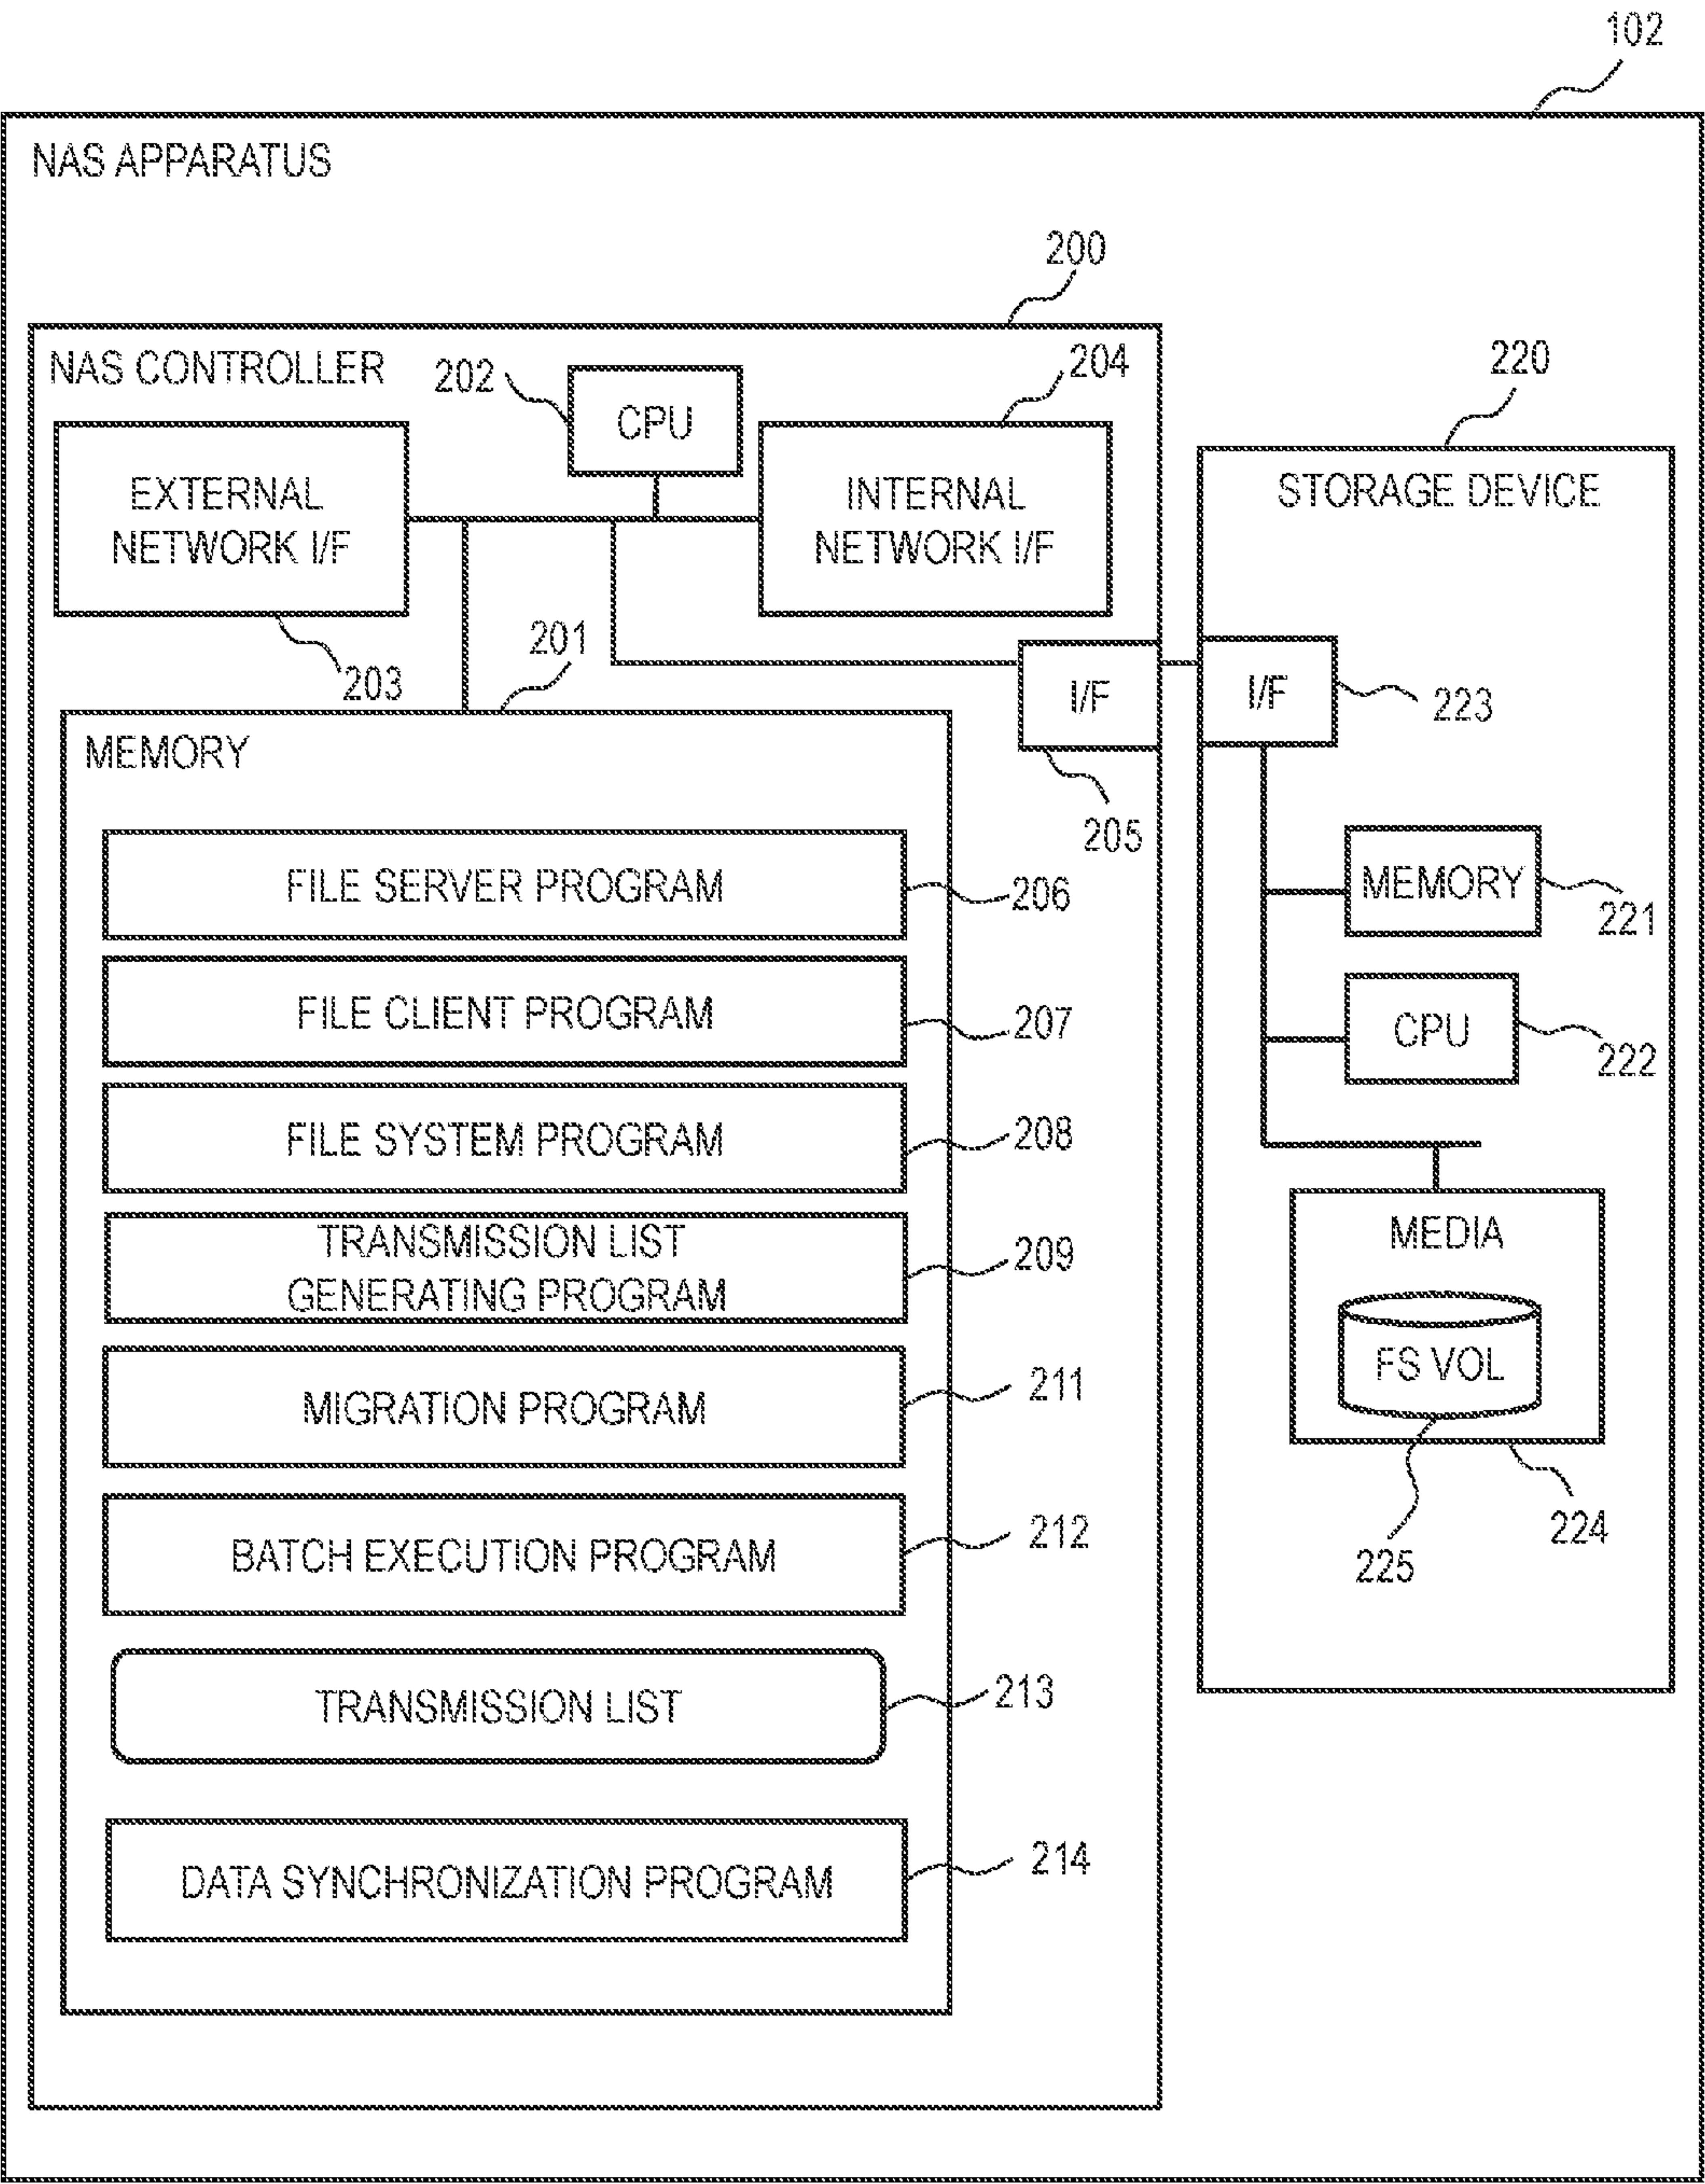 102
NAS APPARATUS
200
NAS CONTROLLER
202
CPU
204
EXTERNAL
NETWORK I/F
INTERNAL
NETWORK I/F
203
201
I/F
205
MEMORY
FILE SERVER PROGRAM
206
FILE CLIENT PROGRAM
207
FILE SYSTEM PROGRAM
208
TRANSMISSION LIST
GENERATING PROGRAM
209
MIGRATION PROGRAM
211
BATCH EXECUTION PROGRAM
212
TRANSMISSION LIST
213
DATA SYNCHRONIZATION PROGRAM
214
220
STORAGE DEVICE
I/F
223
MEMORY
221
CPU
222
MEDIA
FS VOL
224
225